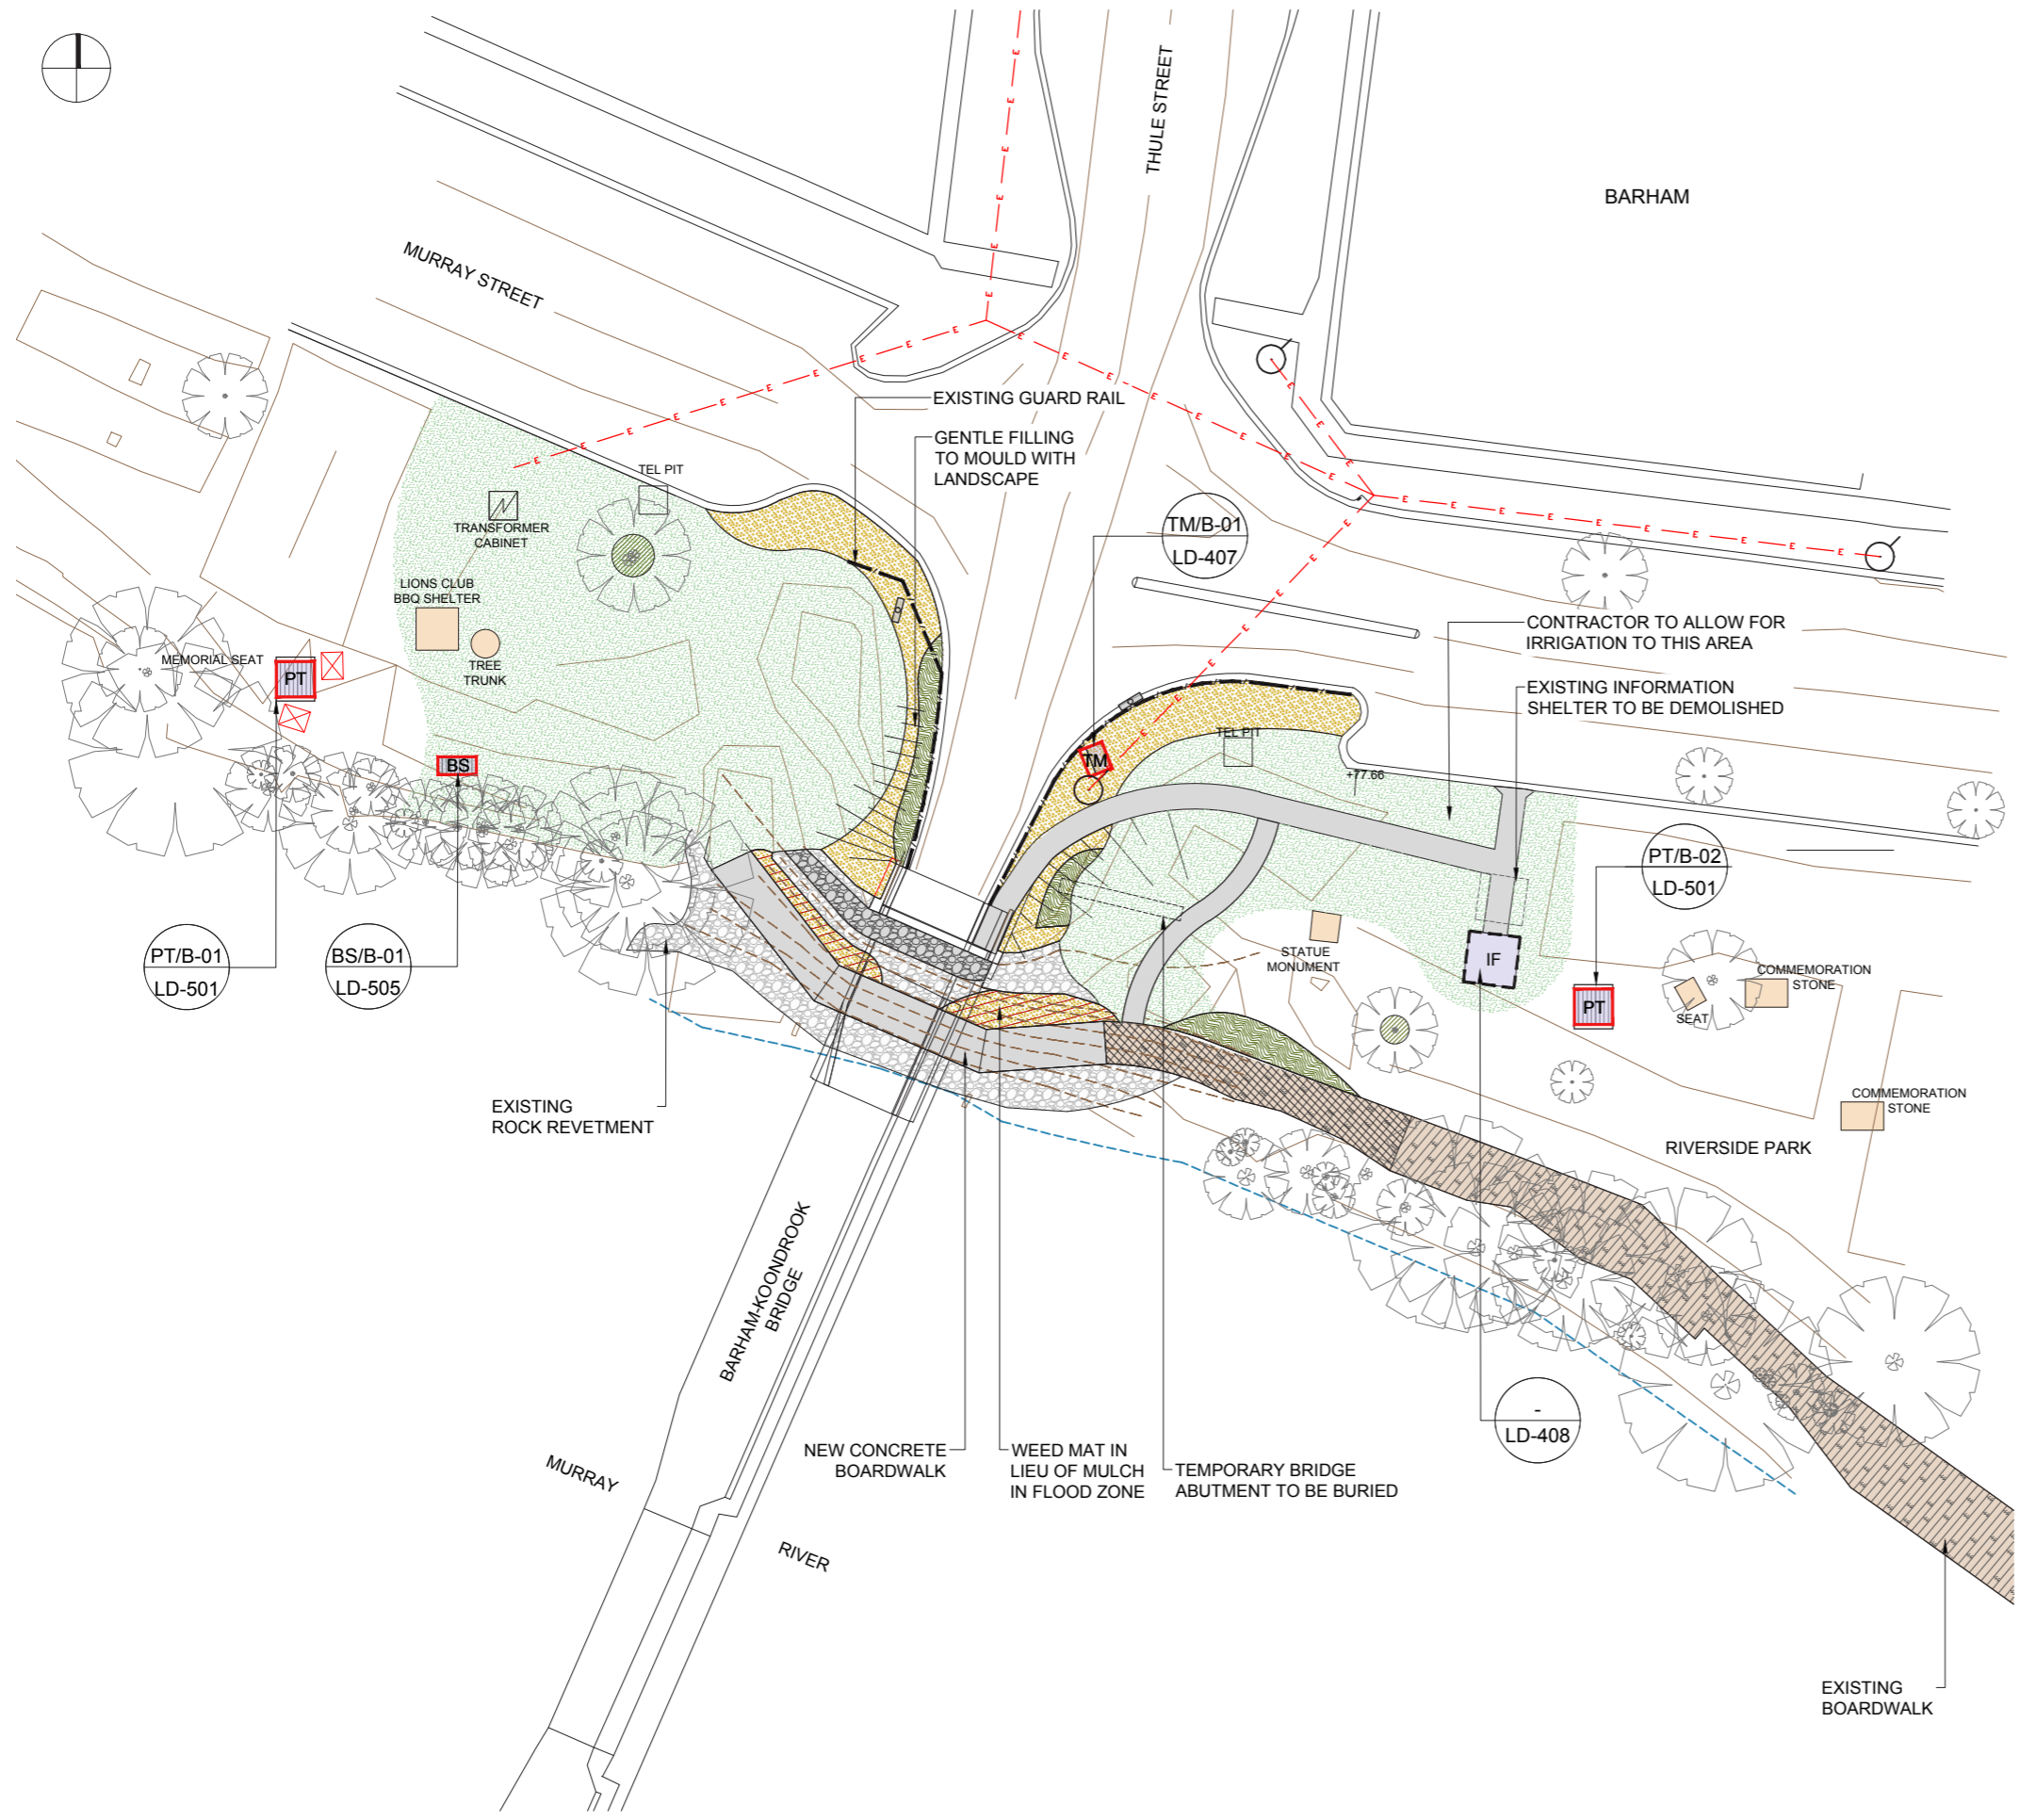 THULE STREET
BARHAM
MURRAY STREET
EXISTING GUARD RAIL
GENTLE FILLING
TO MOULD WITH
LANDSCAPE
TEL PIT
TRANSFORMER
CABINET
TM/B-01
LD-407
LIONS CLUB
BBQ SHELTER
TREE
TRUNK
MEMORIAL SEAT
PT
BS
CONTRACTOR TO ALLOW FOR
IRRIGATION TO THIS AREA
EXISTING INFORMATION
SHELTER TO BE DEMOLISHED
TEL PIT
TM
+77.66
PT/B-02
LD-501
PT/B-01
LD-501
BS/B-01
LD-505
STATUE
MONUMENT
IF
PT
SEAT
COMMEMORATION
STONE
COMMEMORATION
STONE
EXISTING
ROCK REVETMENT
RIVERSIDE PARK
BARHAM-KOONDROOK
BRIDGE
-
LD-408
NEW CONCRETE
BOARDWALK
WEED MAT IN
LIEU OF MULCH
IN FLOOD ZONE
TEMPORARY BRIDGE
ABUTMENT TO BE BURIED
MURRAY
RIVER
EXISTING
BOARDWALK